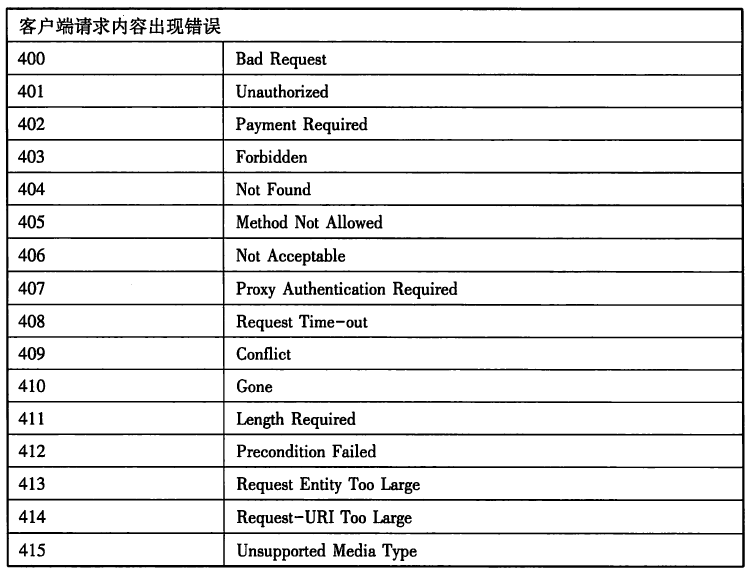 客户端请求内容出现错误
400 Bad Request
401 Unauthorized
402 Payment Required
403 Forbidden
404 Not Found
405 Method Not Allowed
406 Not Acceptable
407 Proxy Authentication Required
408 Request Time-out
409 Conflict
410 Gone
411 Length Required
412 Precondition Failed
413 Request Entity Too Large
414 Request-URI Too Large
415 Unsupported Media Type